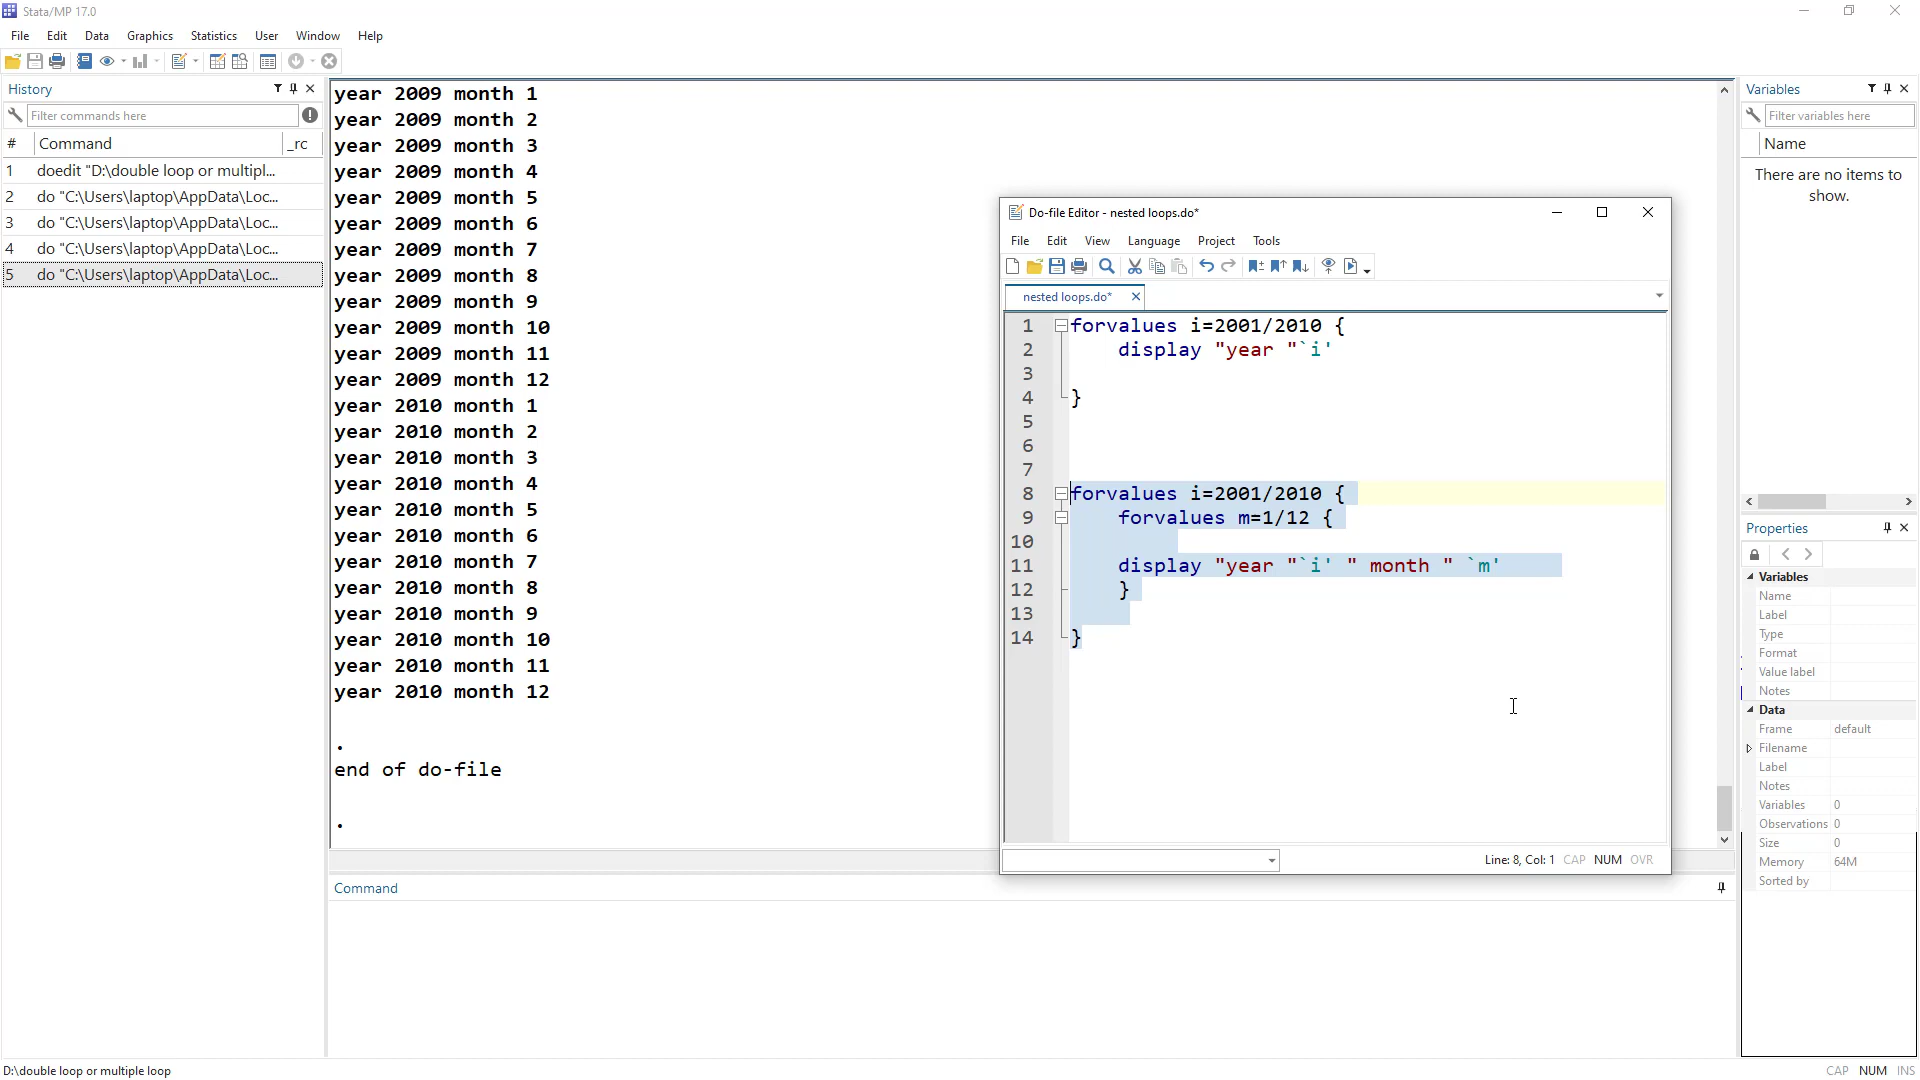 Stata/MP 17.0
File Edit Data Graphics Statistics User Window Help
History
Filter commands here
# Command _rc
1 doedit "D:\double loop or multipl...
2 do "C:\Users\laptop\AppData\Loc...
3 do "C:\Users\laptop\AppData\Loc...
4 do "C:\Users\laptop\AppData\Loc...
5 do "C:\Users\laptop\AppData\Loc...
year 2009 month 1
year 2009 month 2
year 2009 month 3
year 2009 month 4
year 2009 month 5
year 2009 month 6
year 2009 month 7
year 2009 month 8
year 2009 month 9
year 2009 month 10
year 2009 month 11
year 2009 month 12
year 2010 month 1
year 2010 month 2
year 2010 month 3
year 2010 month 4
year 2010 month 5
year 2010 month 6
year 2010 month 7
year 2010 month 8
year 2010 month 9
year 2010 month 10
year 2010 month 11
year 2010 month 12
.
end of do-file
.
Command
Do-file Editor - nested loops.do*
File Edit View Language Project Tools
nested loops.do*
1 forvalues i=2001/2010 {
2 display "year "`i'
3
4 }
5
6
7
8 forvalues i=2001/2010 {
9 forvalues m=1/12 {
10
11 display "year "`i' " month " `m'
12 }
13
14 }
Line: 8, Col: 1 CAP NUM OVR
Variables
Filter variables here
Name
There are no items to
show.
Properties
Variables
Name
Label
Type
Format
Value label
Notes
Data
Frame default
Filename
Label
Notes
Variables 0
Observations 0
Size 0
Memory 64M
Sorted by
D:\double loop or multiple loop
CAP NUM INS